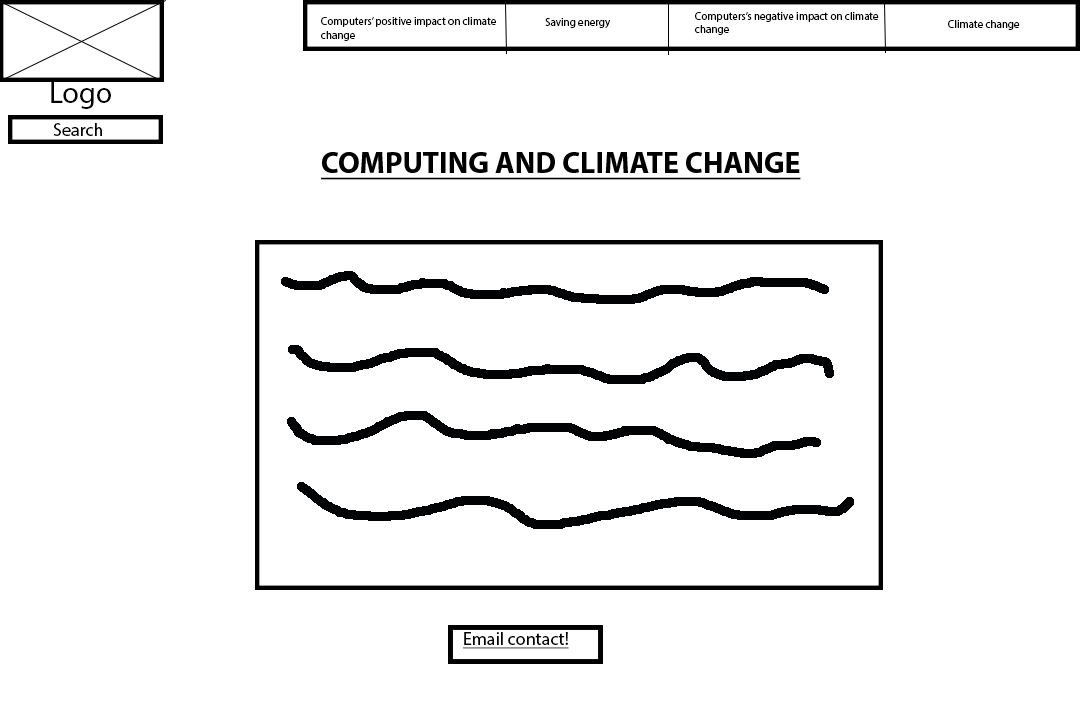 Computers' positive impact on climate
change
Saving energy
Computers's negative impact on climate
change
Climate change
Logo
Search
COMPUTING AND CLIMATE CHANGE
Email contact!